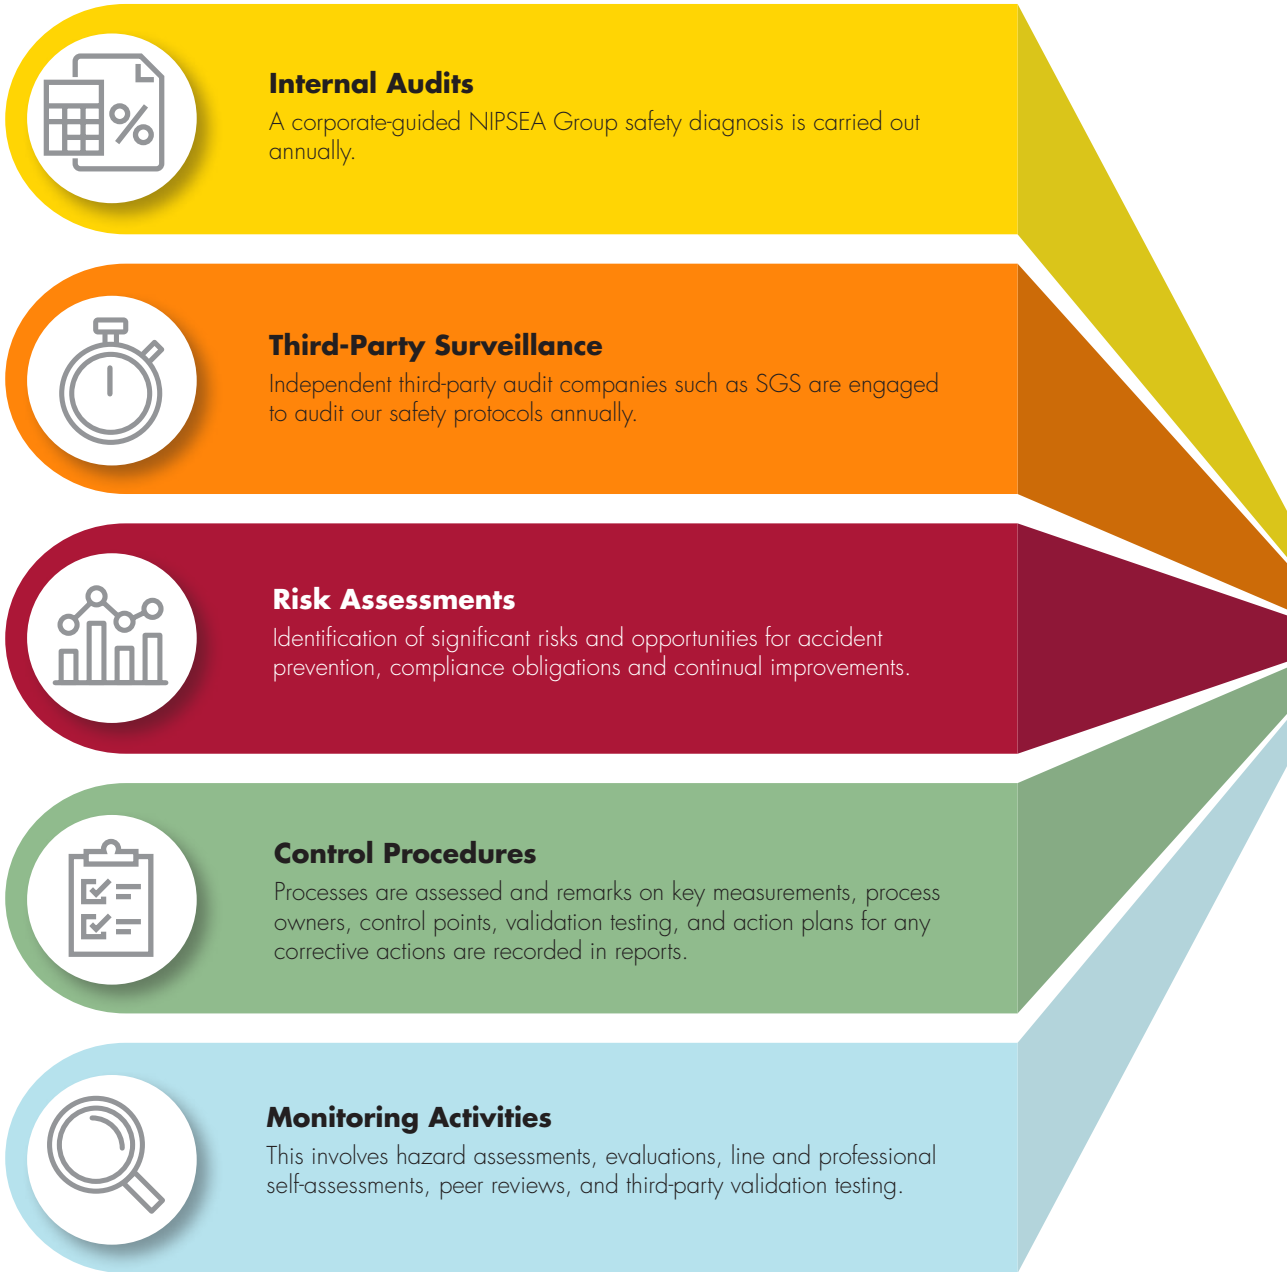 Internal Audits
A corporate-guided NIPSEA Group safety diagnosis is carried out
annually.
Third-Party Surveillance
Independent third-party audit companies such as SGS are engaged
to audit our safety protocols annually.
Risk Assessments
Identification of significant risks and opportunities for accident
prevention, compliance obligations and continual improvements.
Control Procedures
Processes are assessed and remarks on key measurements, process
owners, control points, validation testing, and action plans for any
corrective actions are recorded in reports.
Monitoring Activities
This involves hazard assessments, evaluations, line and professional
self-assessments, peer reviews, and third-party validation testing.